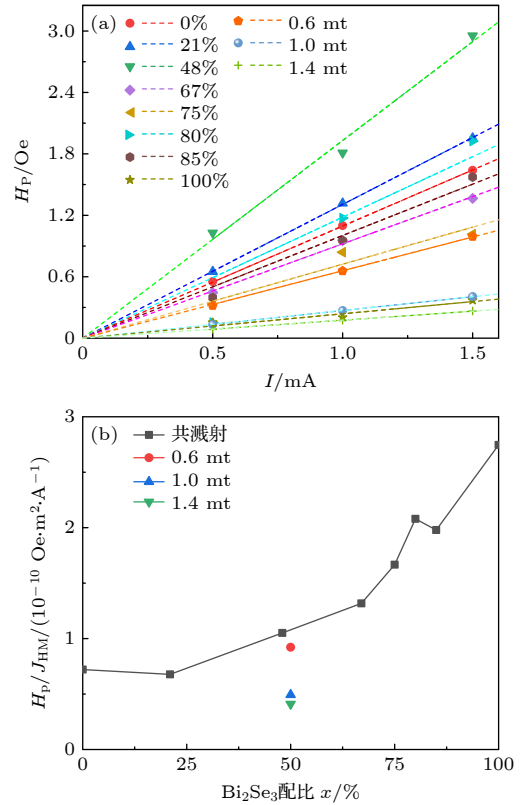 (a)
0%
21%
48%
67%
75%
80%
85%
100%
0.6 mt
1.0 mt
1.4 mt
3.0
2.4
1.8
1.2
0.6
0
H_P/Oe
0 0.5 1.0 1.5
I/mA
(b)
共溅射
0.6 mt
1.0 mt
1.4 mt
3
2
1
0
H_p/J_HM/(10⁻¹⁰ Oe·m²·A⁻¹)
0 25 50 75 100
Bi₂Se₃配比 x/%